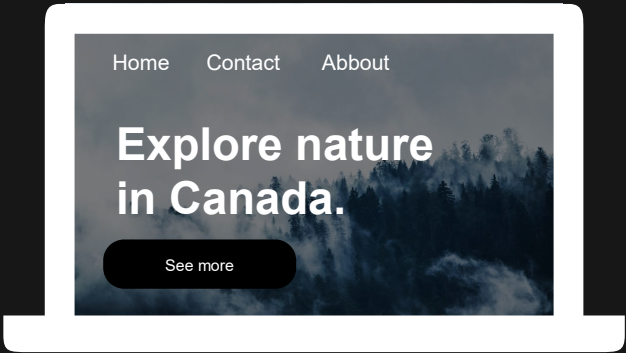 Home Contact Abbout
Explore nature
in Canada.
See more